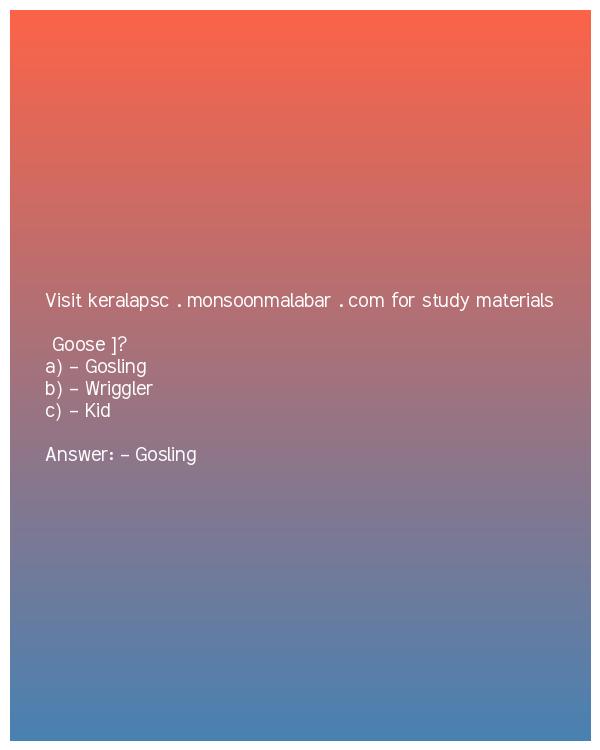 Visit keralapsc . monsoonmalabar . com for study materials
Goose ]?
a) – Gosling
b) – Wriggler
c) – Kid
Answer: – Gosling